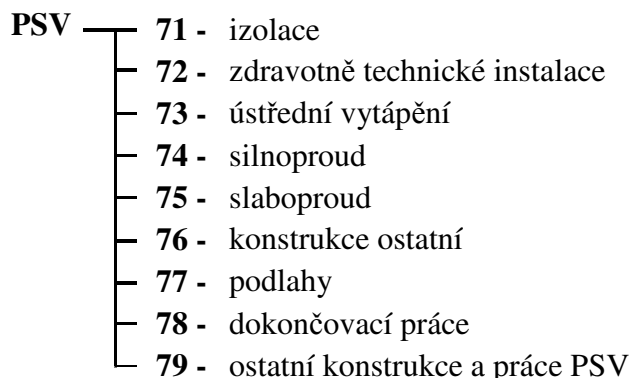 PSV 71 - izolace
72 - zdravotně technické instalace
73 - ústřední vytápění
74 - silnoproud
75 - slaboproud
76 - konstrukce ostatní
77 - podlahy
78 - dokončovací práce
79 - ostatní konstrukce a práce PSV